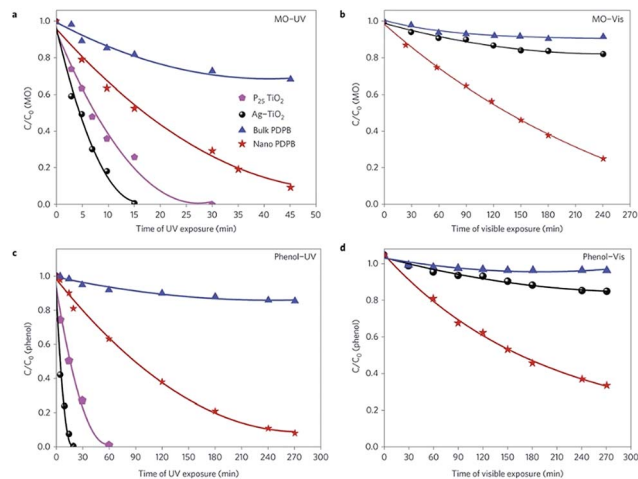 a MO–UV
1.0
0.8
0.6
0.4
0.2
0.0
C/C₀ (MO)
P₂₅ TiO₂
Ag–TiO₂
Bulk PDPB
Nano PDPB
0 5 10 15 20 25 30 35 40 45 50
Time of UV exposure (min)
b MO–Vis
1.0
0.8
0.6
0.4
0.2
0.0
C/C₀ (MO)
0 30 60 90 120 150 180 210 240 270
Time of visible exposure (min)
c Phenol–UV
1.0
0.8
0.6
0.4
0.2
0.0
C/C₀ (phenol)
0 30 60 90 120 150 180 210 240 270 300
Time of UV exposure (min)
d Phenol–Vis
1.0
0.8
0.6
0.4
0.2
0.0
C/C₀ (phenol)
0 30 60 90 120 150 180 210 240 270 300
Time of visible exposure (min)